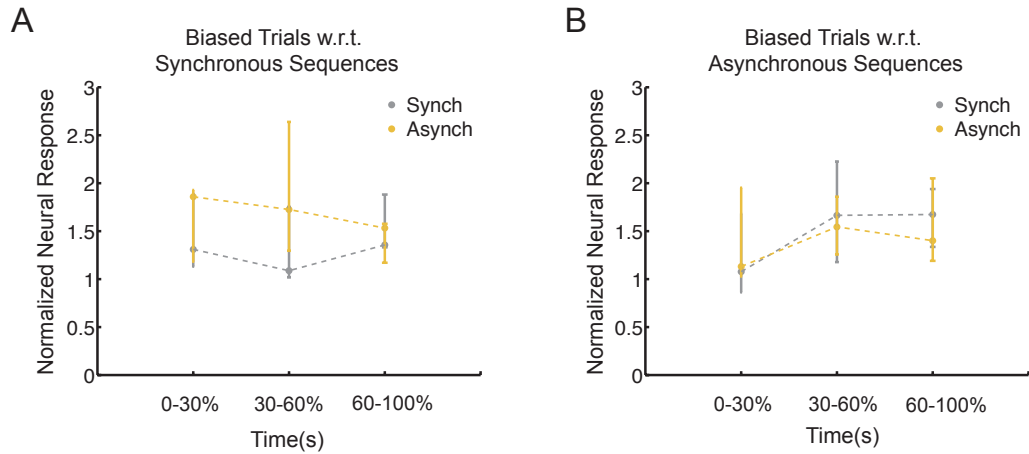 A
Biased Trials w.r.t.
Synchronous Sequences
Normalized Neural Response
3
2.5
2
1.5
1
0.5
0
Synch
Asynch
0-30%
30-60%
60-100%
Time(s)
B
Biased Trials w.r.t.
Asynchronous Sequences
Normalized Neural Response
3
2.5
2
1.5
1
0.5
0
Synch
Asynch
0-30%
30-60%
60-100%
Time(s)